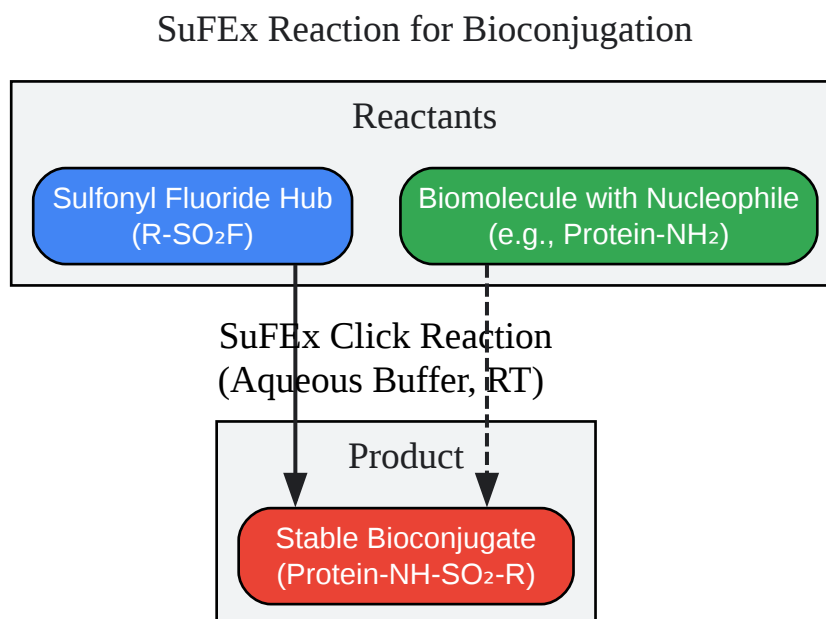 SuFEx Reaction for Bioconjugation
Reactants
Sulfonyl Fluoride Hub
(R-SO₂F)
Biomolecule with Nucleophile
(e.g., Protein-NH₂)
SuFEx Click Reaction
(Aqueous Buffer, RT)
Product
Stable Bioconjugate
(Protein-NH-SO₂-R)